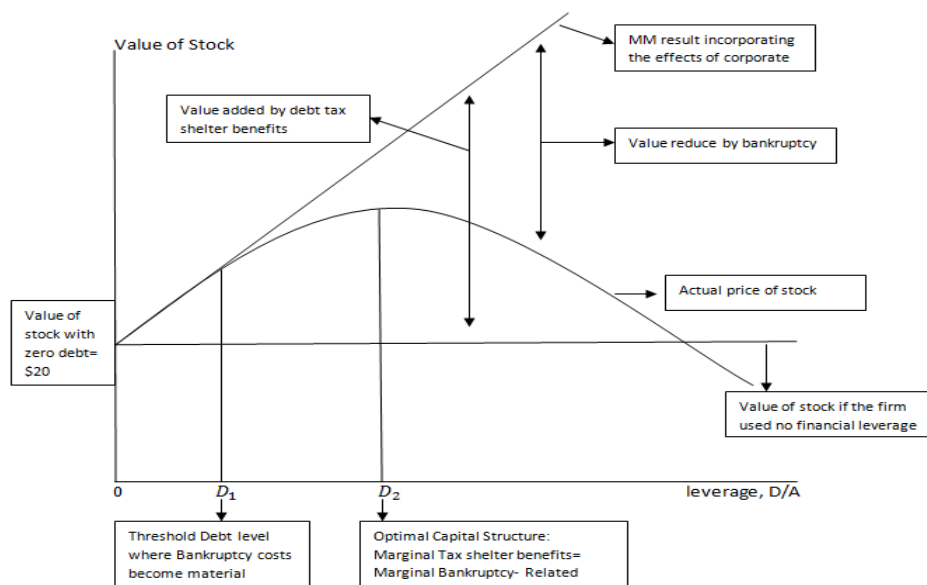 Value of Stock
MM result incorporating
the effects of corporate
Value added by debt tax
shelter benefits
Value reduce by bankruptcy
Actual price of stock
Value of
stock with
zero debt=
$20
Value of stock if the firm
used no financial leverage
0
D₁
D₂
leverage, D/A
Threshold Debt level
where Bankruptcy costs
become material
Optimal Capital Structure:
Marginal Tax shelter benefits=
Marginal Bankruptcy- Related